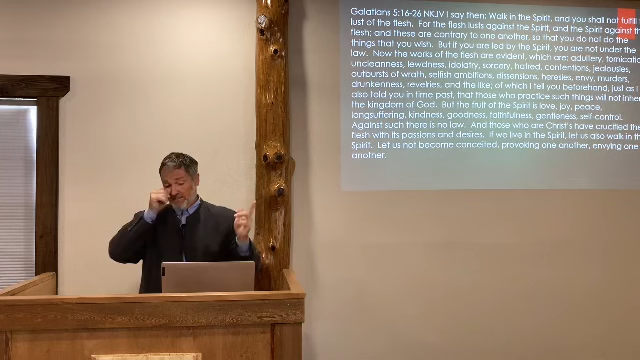 Galatians 5:16-26 NKJV I say then: Walk in the Spirit, and you shall not fulfill
lust of the flesh. For the flesh lusts against the Spirit, and the Spirit against the
flesh; and these are contrary to one another, so that you do not do the
things that you wish. But if you are led by the Spirit, you are not under the
law. Now the works of the flesh are evident, which are: adultery, fornication
uncleanness, lewdness, idolatry, sorcery, hatred, contentions, jealousies,
outbursts of wrath, selfish ambitions, dissensions, heresies, envy, murders,
drunkenness, revelries, and the like; of which I tell you beforehand, just as I
also told you in time past, that those who practice such things will not inher
the kingdom of God. But the fruit of the Spirit is love, joy, peace,
longsuffering, kindness, goodness, faithfulness, gentleness, self-control.
Against such there is no law. And those who are Christ's have crucified the
flesh with its passions and desires. If we live in the Spirit, let us also walk in the
Spirit. Let us not become conceited, provoking one another, envying one
another.